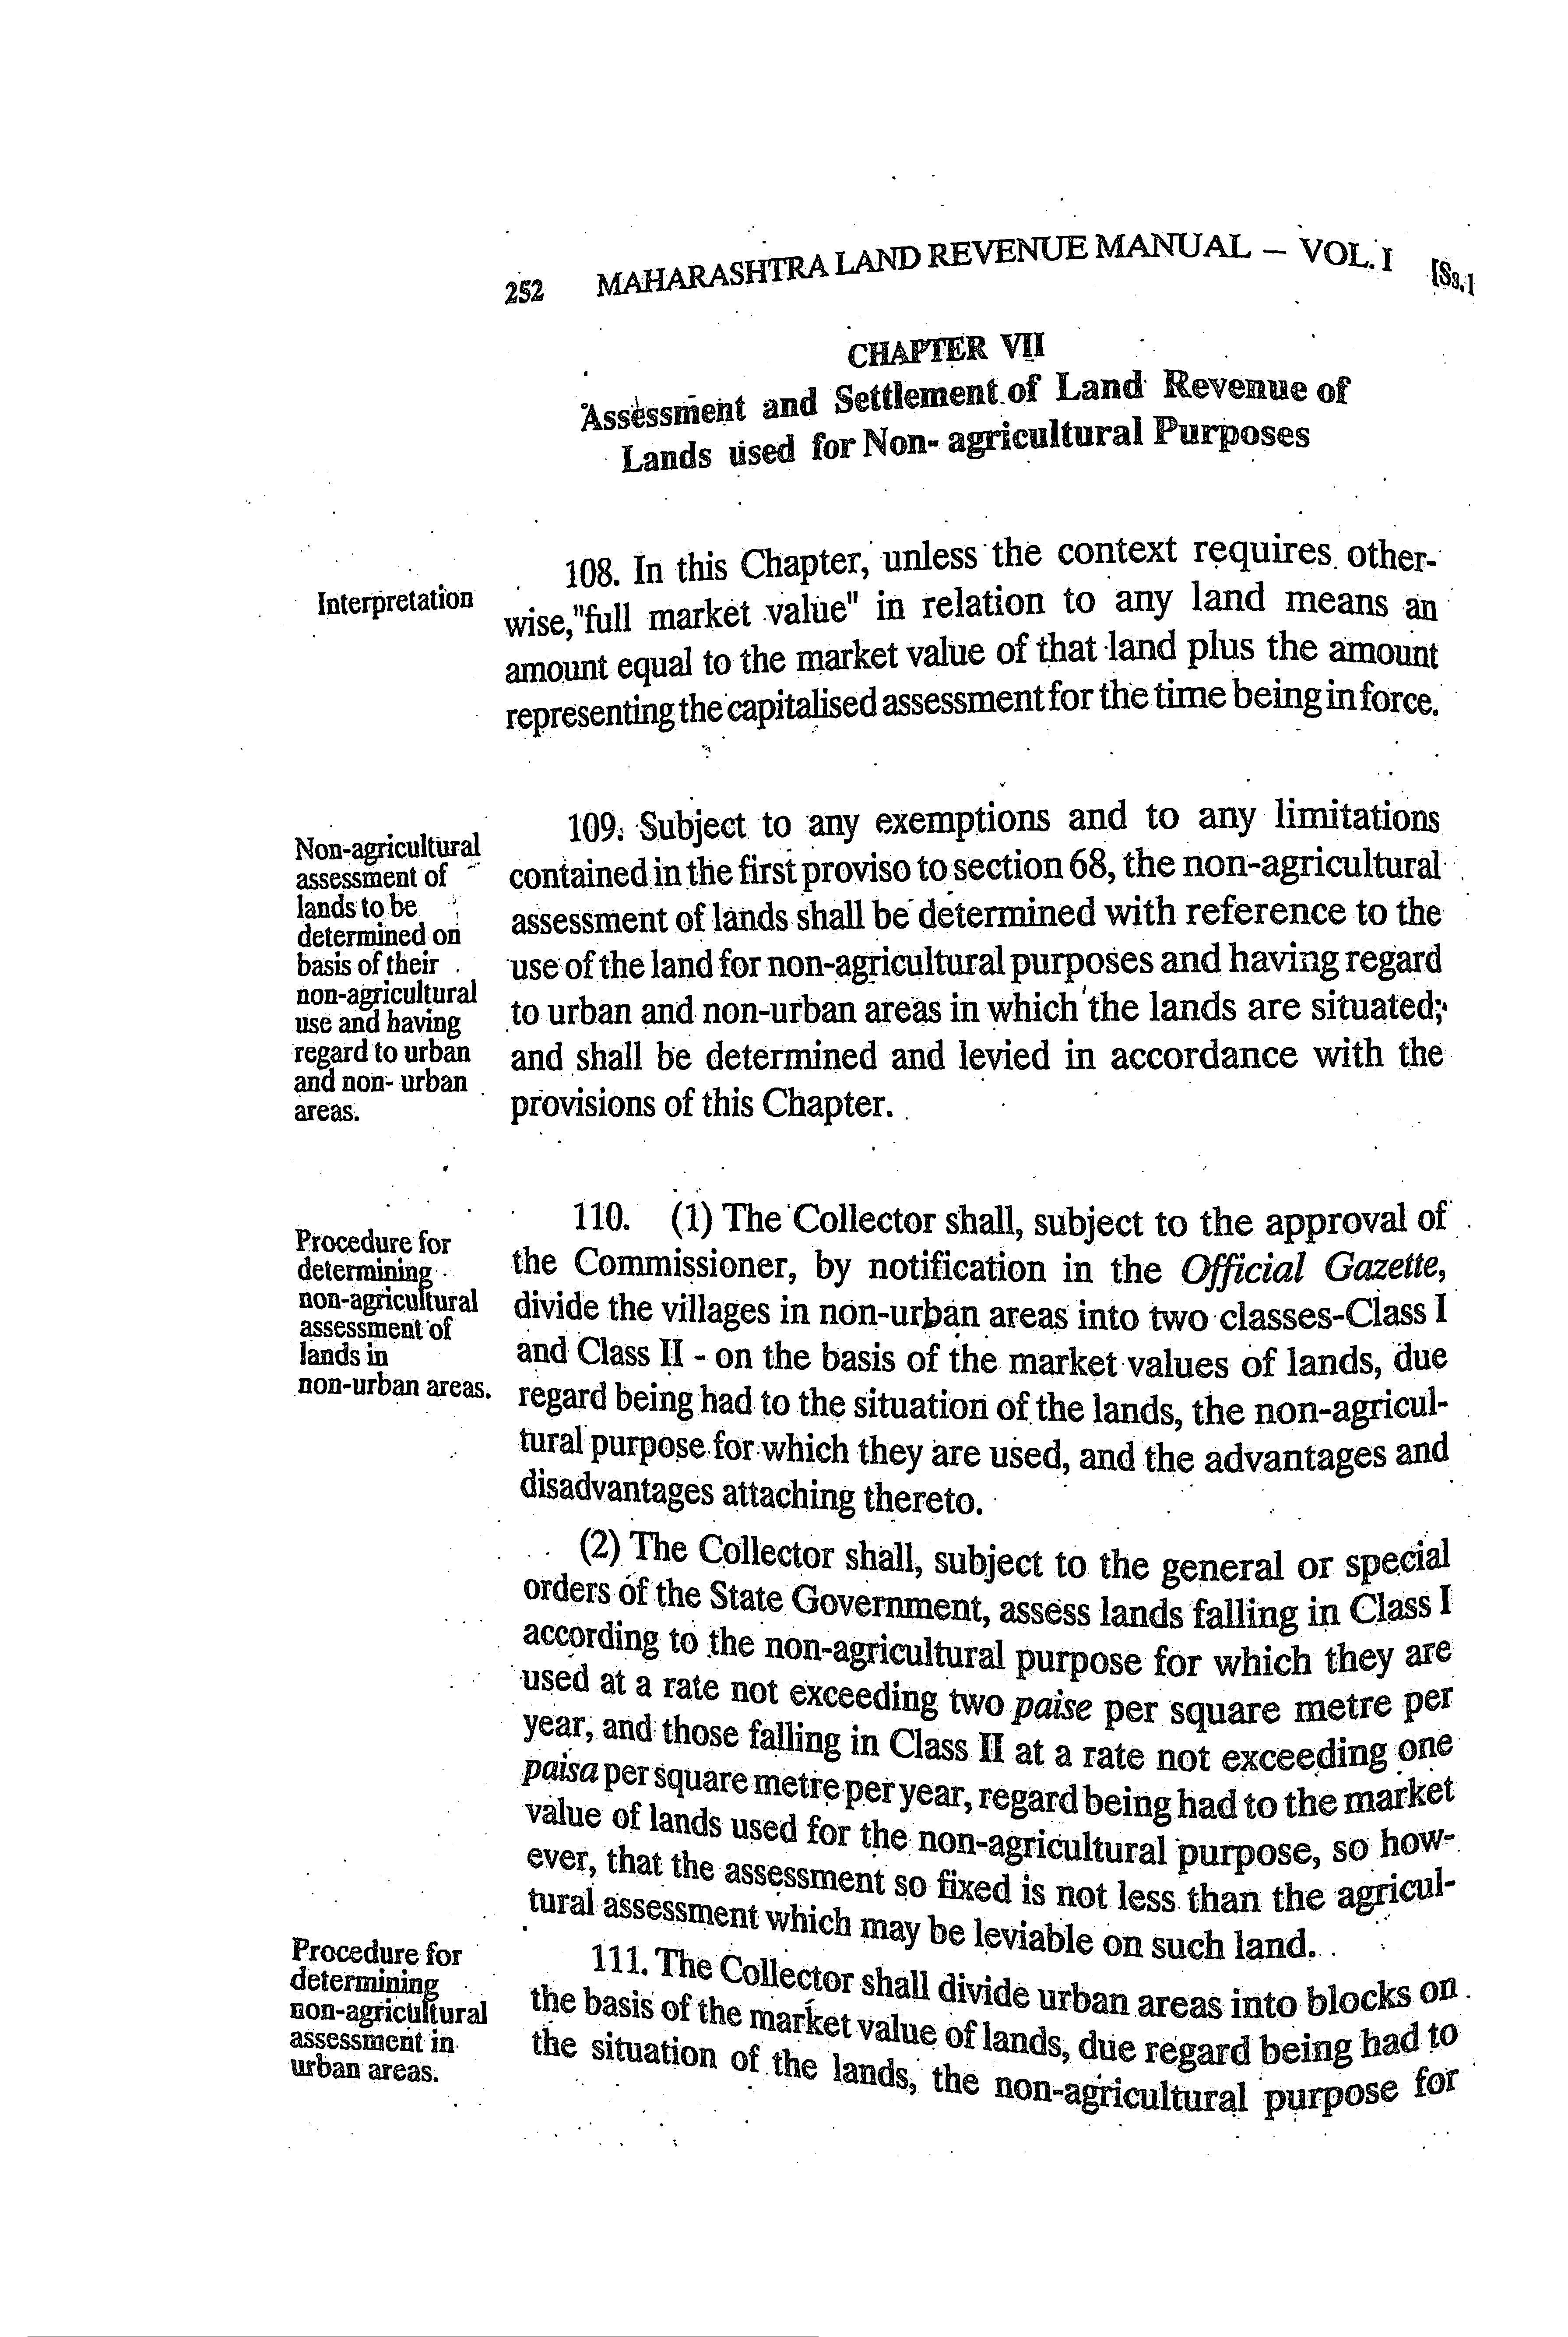 252 MAHARASHTRA LAND REVENUE MANUAL – VOL. I [S3.]
CHAPTER VII
Assessment and Settlement of Land Revenue of
Lands used for Non- agricultural Purposes
Interpretation
108. In this Chapter, unless the context requires other-
wise,"full market value" in relation to any land means an
amount equal to the market value of that land plus the amount
representing the capitalised assessment for the time being in force.
Non-agricultural
assessment of
lands to be
determined on
basis of their
non-agricultural
use and having
regard to urban
and non- urban
areas.
109. Subject to any exemptions and to any limitations
contained in the first proviso to section 68, the non-agricultural
assessment of lands shall be determined with reference to the
use of the land for non-agricultural purposes and having regard
to urban and non-urban areas in which the lands are situated;
and shall be determined and levied in accordance with the
provisions of this Chapter.
Procedure for
determining
non-agricultural
assessment of
lands in
non-urban areas.
110. (1) The Collector shall, subject to the approval of
the Commissioner, by notification in the Official Gazette,
divide the villages in non-urban areas into two classes-Class I
and Class II - on the basis of the market values of lands, due
regard being had to the situation of the lands, the non-agricul-
tural purpose for which they are used, and the advantages and
disadvantages attaching thereto.
(2) The Collector shall, subject to the general or special
orders of the State Government, assess lands falling in Class I
according to the non-agricultural purpose for which they are
used at a rate not exceeding two paise per square metre per
year, and those falling in Class II at a rate not exceeding one
paisa per square metre per year, regard being had to the market
value of lands used for the non-agricultural purpose, so how-
ever, that the assessment so fixed is not less than the agricul-
tural assessment which may be leviable on such land.
Procedure for
determining
non-agricultural
assessment in
urban areas.
111. The Collector shall divide urban areas into blocks on
the basis of the market value of lands, due regard being had to
the situation of the lands, the non-agricultural purpose for